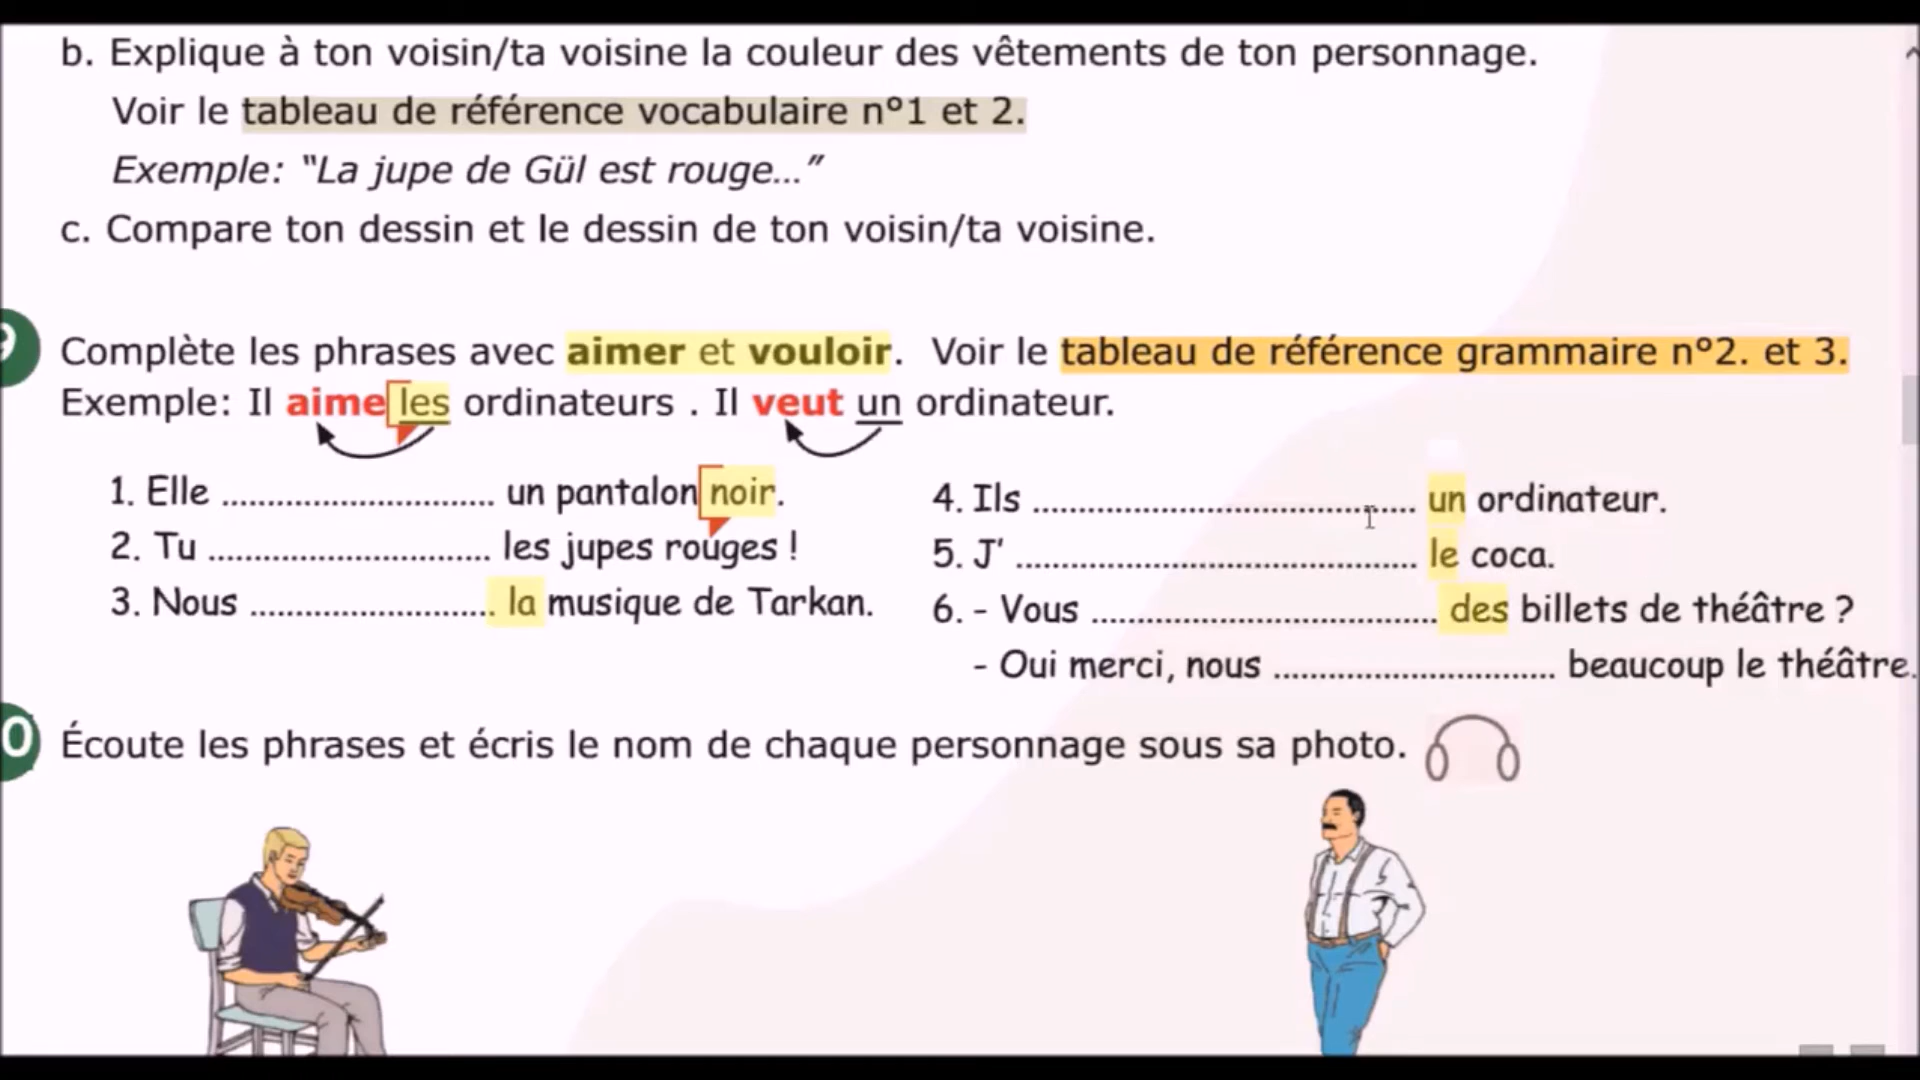 b. Explique à ton voisin/ta voisine la couleur des vêtements de ton personnage.
Voir le tableau de référence vocabulaire n°1 et 2.
Exemple: “La jupe de Gül est rouge...”
c. Compare ton dessin et le dessin de ton voisin/ta voisine.
9
Complète les phrases avec aimer et vouloir. Voir le tableau de référence grammaire n°2. et 3.
Exemple: Il aime les ordinateurs . Il veut un ordinateur.
1. Elle .............................. un pantalon noir.
2. Tu ............................... les jupes rouges !
3. Nous ........................... la musique de Tarkan.
4. Ils .......................................... un ordinateur.
5. J’ ............................................ le coca.
6. - Vous ...................................... des billets de théâtre ?
- Oui merci, nous ............................... beaucoup le théâtre.
0
Écoute les phrases et écris le nom de chaque personnage sous sa photo.